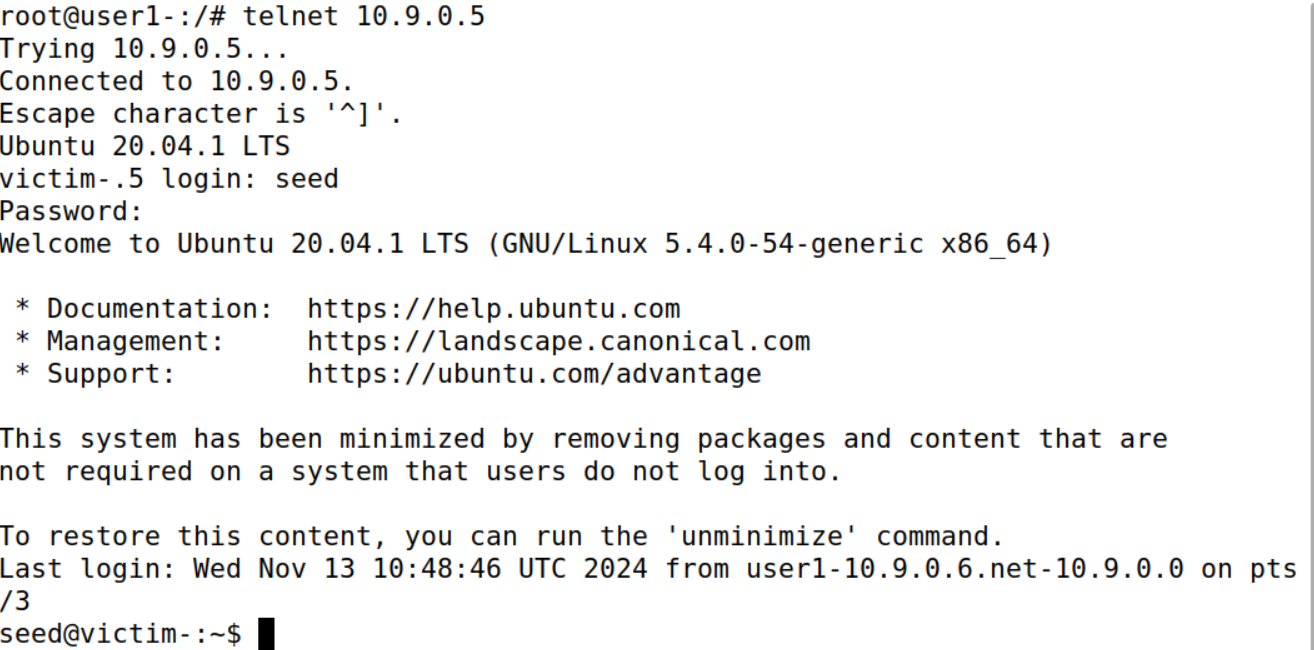 root@user1-:/# telnet 10.9.0.5
Trying 10.9.0.5...
Connected to 10.9.0.5.
Escape character is '^]'.
Ubuntu 20.04.1 LTS
victim-.5 login: seed
Password:
Welcome to Ubuntu 20.04.1 LTS (GNU/Linux 5.4.0-54-generic x86_64)

 * Documentation:  https://help.ubuntu.com
 * Management:     https://landscape.canonical.com
 * Support:        https://ubuntu.com/advantage

This system has been minimized by removing packages and content that are
not required on a system that users do not log into.

To restore this content, you can run the 'unminimize' command.
Last login: Wed Nov 13 10:48:46 UTC 2024 from user1-10.9.0.6.net-10.9.0.0 on pts
/3
seed@victim-:~$